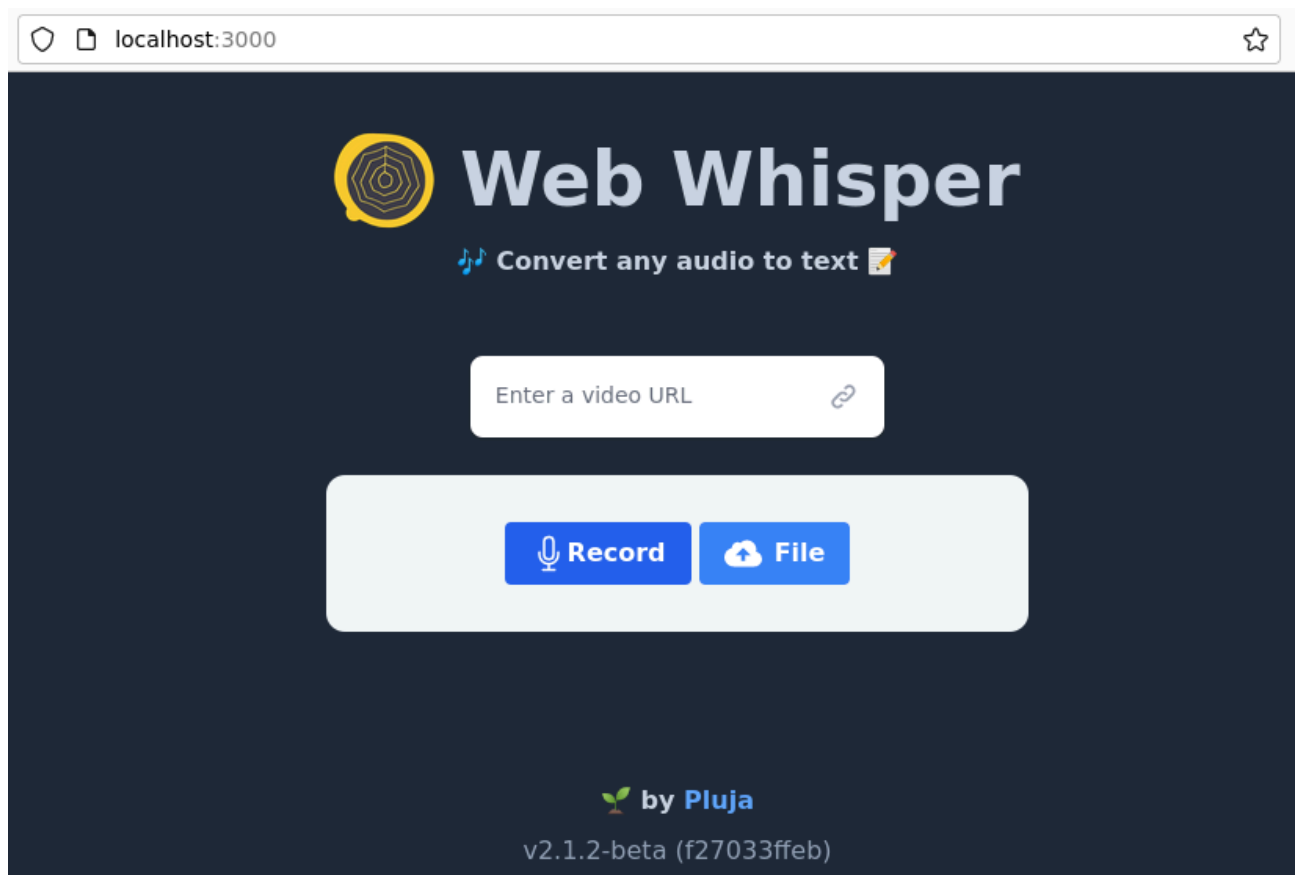 localhost:3000
Web Whisper
🎶 Convert any audio to text 📝
Enter a video URL
Record
File
🌱 by Pluja
v2.1.2-beta (f27033ffeb)